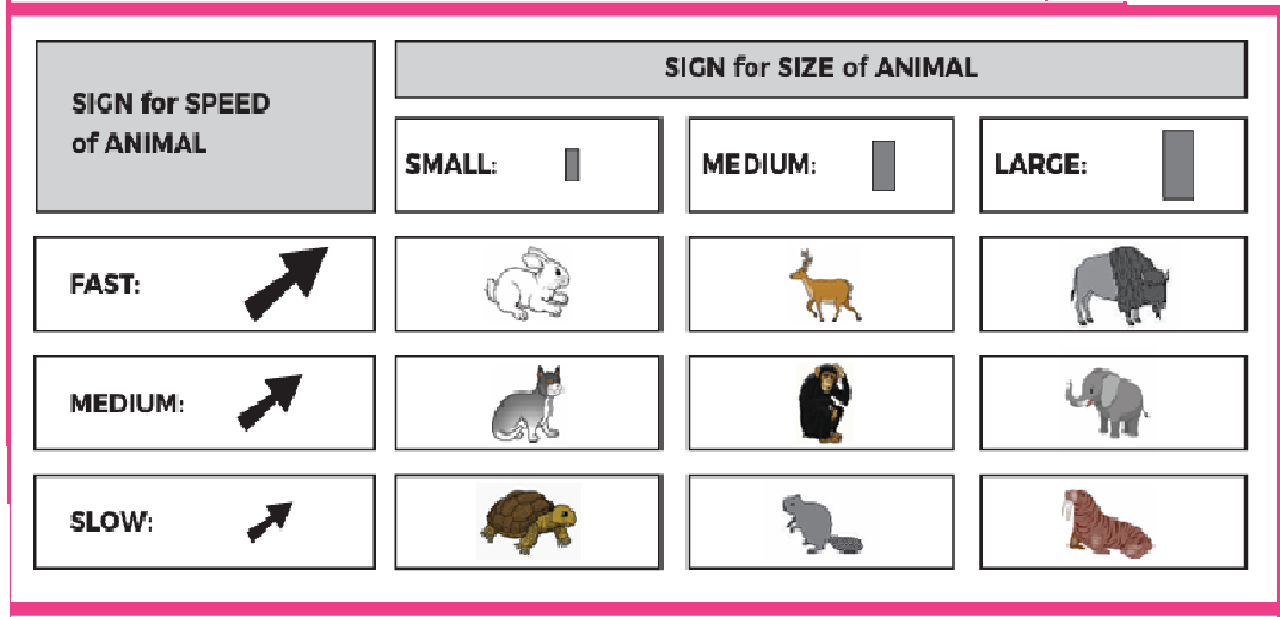 SIGN for SPEED
of ANIMAL
SIGN for SIZE of ANIMAL
SMALL:
MEDIUM:
LARGE:
FAST:
MEDIUM:
SLOW: